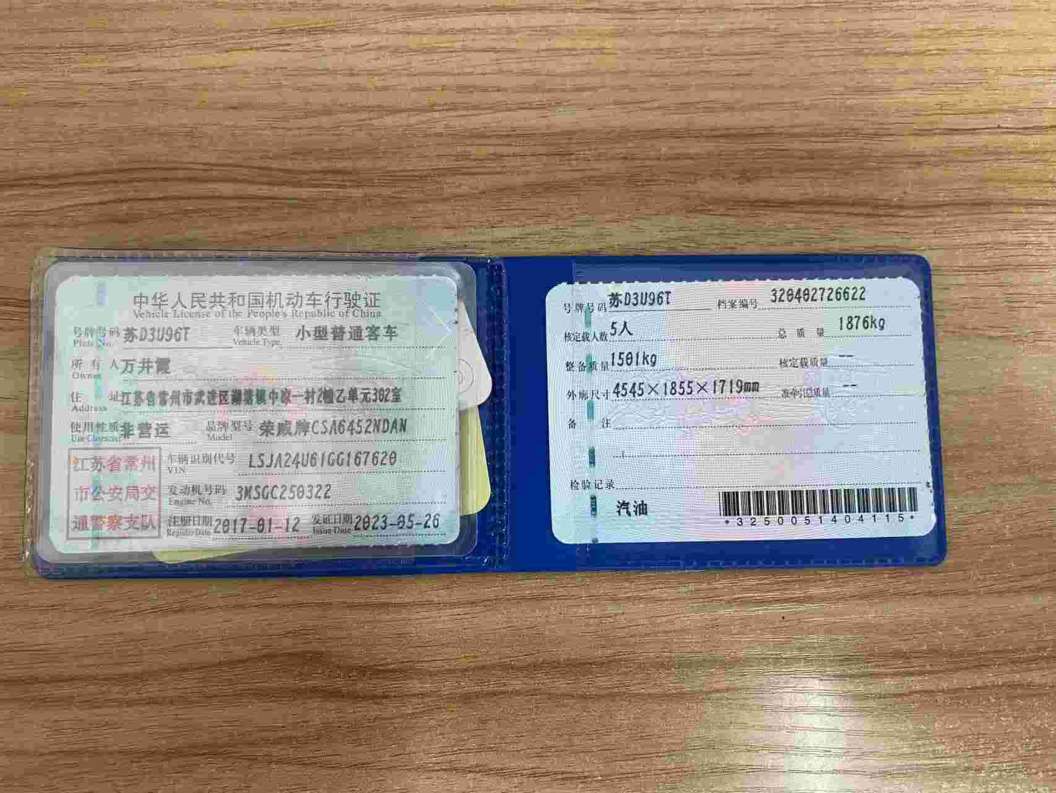 中华人民共和国机动车行驶证
Vehicle License of the People's Republic of China
号牌号码 苏D3U96T 车辆类型 小型普通客车
Plate No. Vehicle Type
所有人 万井霞
Owner
住址 江苏省常州市武进区湖塘镇中凉一村2幢乙单元302室
Address
使用性质 非营运 品牌型号 荣威牌CSA6452NDAN
Use Character Model
江苏省常州
市公安局交
通警察支队
车辆识别代号 LSJA24U61GG167620
VIN
发动机号码 3MSGC250322
Engine No.
注册日期 2017-01-12 发证日期 2023-05-26
Register Date Issue Date
号牌号码 苏D3U96T 档案编号 320402726622
核定载人数 5人 总质量 1876kg
整备质量 1501kg 核定载质量 --
外廓尺寸 4545×1855×1719mm 准牵引总质量 --
备注
检验记录
汽油
*3250051404115*